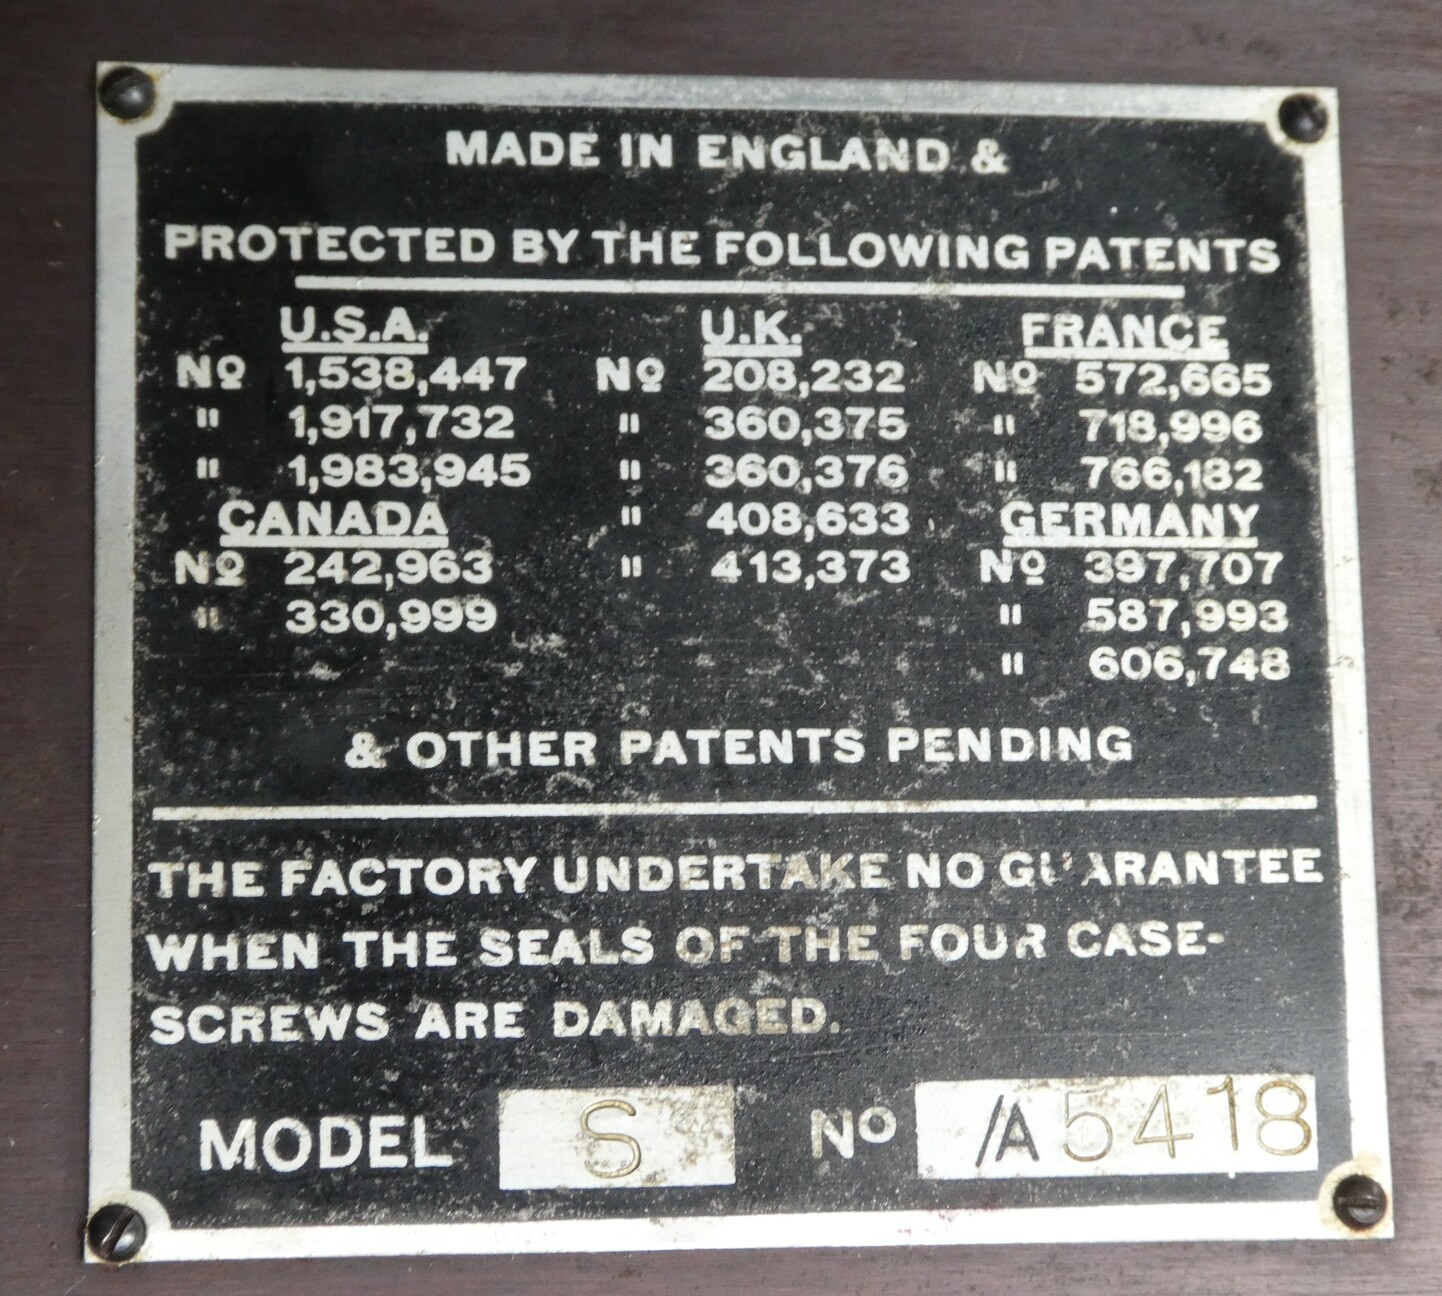 MADE IN ENGLAND &
PROTECTED BY THE FOLLOWING PATENTS
U.S.A. U.K. FRANCE
Nº 1,538,447 Nº 208,232 Nº 572,665
" 1,917,732 " 360,375 " 718,996
" 1,983,945 " 360,376 " 766,182
CANADA " 408,633 GERMANY
Nº 242,963 " 413,373 Nº 397,707
" 330,999 " 587,993
" 606,748
& OTHER PATENTS PENDING
THE FACTORY UNDERTAKE NO GUARANTEE
WHEN THE SEALS OF THE FOUR CASE-
SCREWS ARE DAMAGED.
MODEL S Nº /A5418